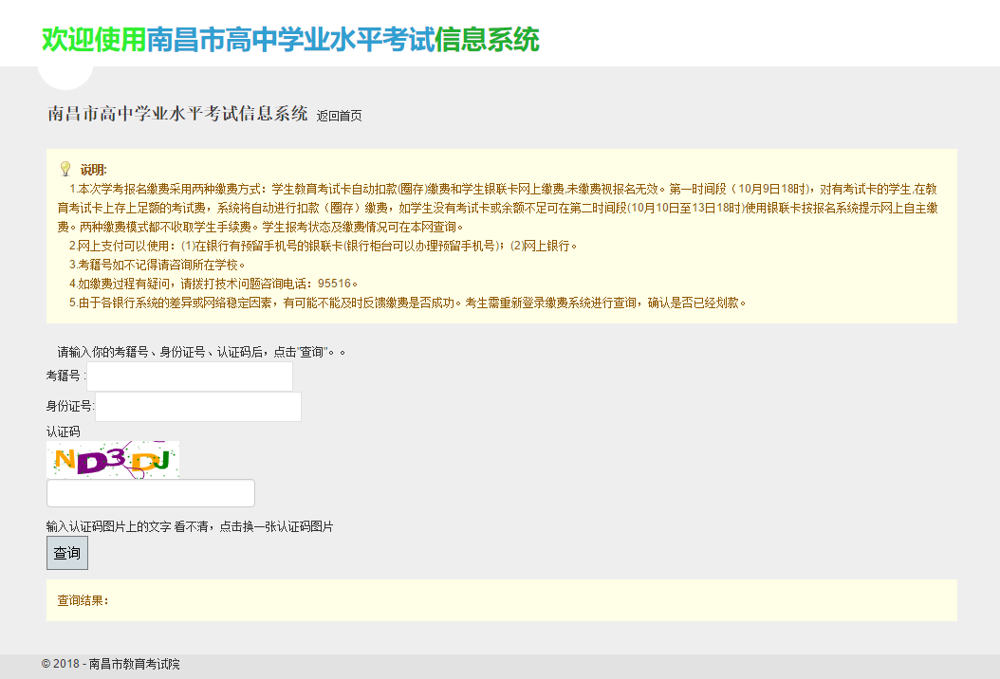 欢迎使用南昌市高中学业水平考试信息系统
南昌市高中学业水平考试信息系统 返回首页
说明:
1.本次学考报名缴费采用两种缴费方式：学生教育考试卡自动扣款(圈存)缴费和学生银联卡网上缴费,未缴费视报名无效。第一时间段（10月9日18时)，对有考试卡的学生,在教
育考试卡上存上足额的考试费，系统将自动进行扣款（圈存）缴费，如学生没有考试卡或余额不足可在第二时间段(10月10日至13日18时)使用银联卡按报名系统提示网上自主缴
费。两种缴费模式都不收取学生手续费。学生报考状态及缴费情况可在本网查询。
2.网上支付可以使用：(1)在银行有预留手机号的银联卡(银行柜台可以办理预留手机号)；(2)网上银行。
3.考籍号如不记得请咨询所在学校。
4.如缴费过程有疑问，请拨打技术问题咨询电话：95516。
5.由于各银行系统的差异或网络稳定因素，有可能不能及时反馈缴费是否成功。考生需重新登录缴费系统进行查询，确认是否已经划款。
请输入你的考籍号、身份证号、认证码后，点击"查询"。。
考籍号 :
身份证号:
认证码
ND3DJ
输入认证码图片上的文字 看不清，点击换一张认证码图片
查询
查询结果：
© 2018 - 南昌市教育考试院